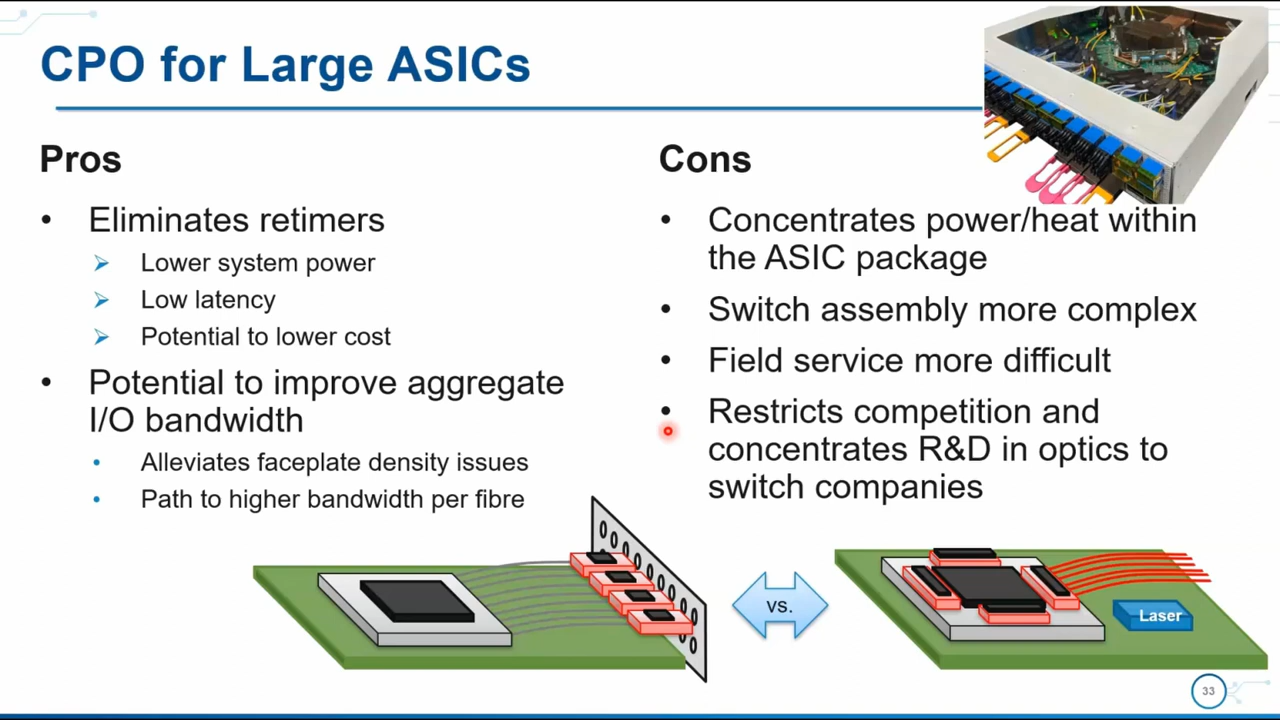 CPO for Large ASICs
Pros
• Eliminates retimers
➢ Lower system power
➢ Low latency
➢ Potential to lower cost
• Potential to improve aggregate
I/O bandwidth
• Alleviates faceplate density issues
• Path to higher bandwidth per fibre
Cons
• Concentrates power/heat within
the ASIC package
• Switch assembly more complex
• Field service more difficult
• Restricts competition and
concentrates R&D in optics to
switch companies
vs.
Laser
33